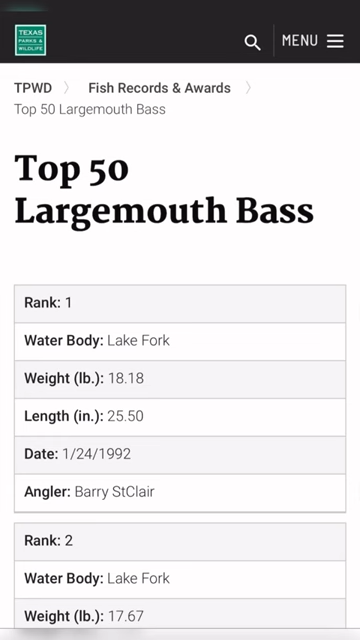 TEXAS
PARKS &
WILDLIFE
MENU
TPWD
Fish Records & Awards
Top 50 Largemouth Bass
Top 50
Largemouth Bass
Rank: 1
Water Body: Lake Fork
Weight (lb.): 18.18
Length (in.): 25.50
Date: 1/24/1992
Angler: Barry StClair
Rank: 2
Water Body: Lake Fork
Weight (lb.): 17.67